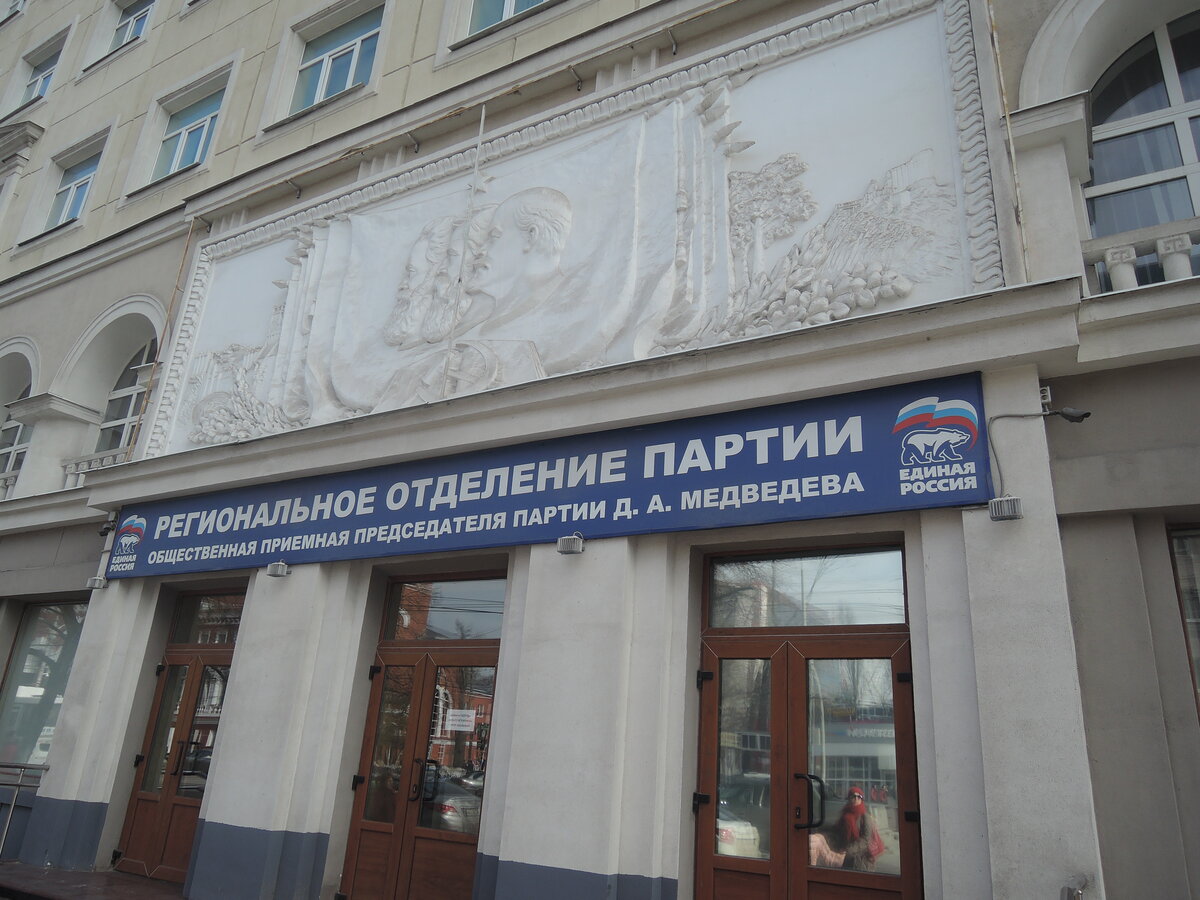 РЕГИОНАЛЬНОЕ ОТДЕЛЕНИЕ ПАРТИИ
ОБЩЕСТВЕННАЯ ПРИЕМНАЯ ПРЕДСЕДАТЕЛЯ ПАРТИИ Д. А. МЕДВЕДЕВА
ЕДИНАЯ
РОССИЯ
ЕДИНАЯ
РОССИЯ